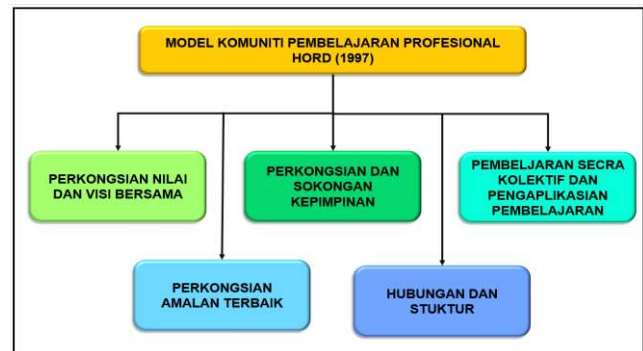 MODEL KOMUNITI PEMBELAJARAN PROFESIONAL
HORD (1997)
PERKONGSIAN NILAI
DAN VISI BERSAMA
PERKONGSIAN DAN
SOKONGAN
KEPIMPINAN
PEMBELJARAN SECRA
KOLEKTIF DAN
PENGAPLIKASIAN
PEMBELAJARAN
PERKONGSIAN
AMALAN TERBAIK
HUBUNGAN DAN
STUKTUR